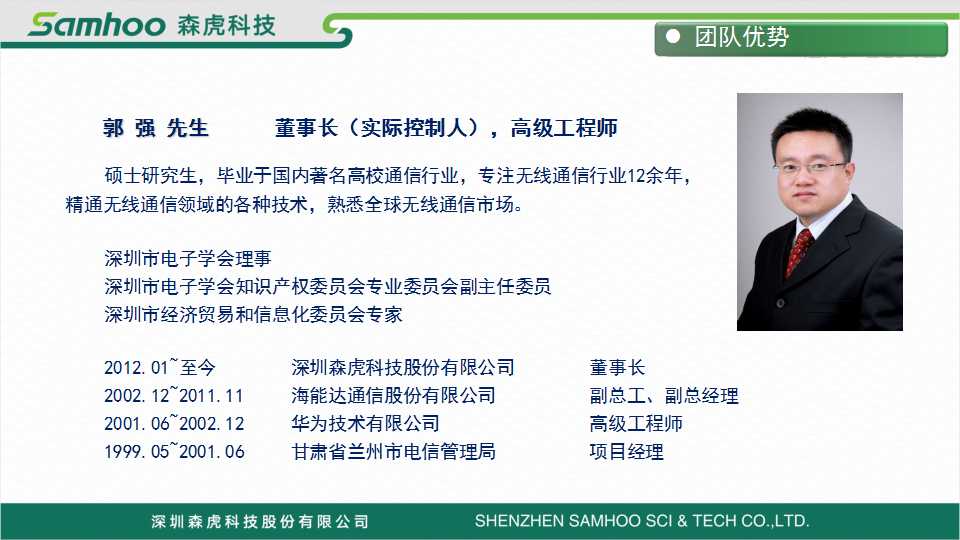 Samhoo 森虎科技
团队优势
郭 强 先生 董事长（实际控制人），高级工程师
硕士研究生，毕业于国内著名高校通信行业，专注无线通信行业12余年，
精通无线通信领域的各种技术，熟悉全球无线通信市场。
深圳市电子学会理事
深圳市电子学会知识产权委员会专业委员会副主任委员
深圳市经济贸易和信息化委员会专家
2012.01~至今 深圳森虎科技股份有限公司 董事长
2002.12~2011.11 海能达通信股份有限公司 副总工、副总经理
2001.06~2002.12 华为技术有限公司 高级工程师
1999.05~2001.06 甘肃省兰州市电信管理局 项目经理
深圳森虎科技股份有限公司 SHENZHEN SAMHOO SCI & TECH CO.,LTD.